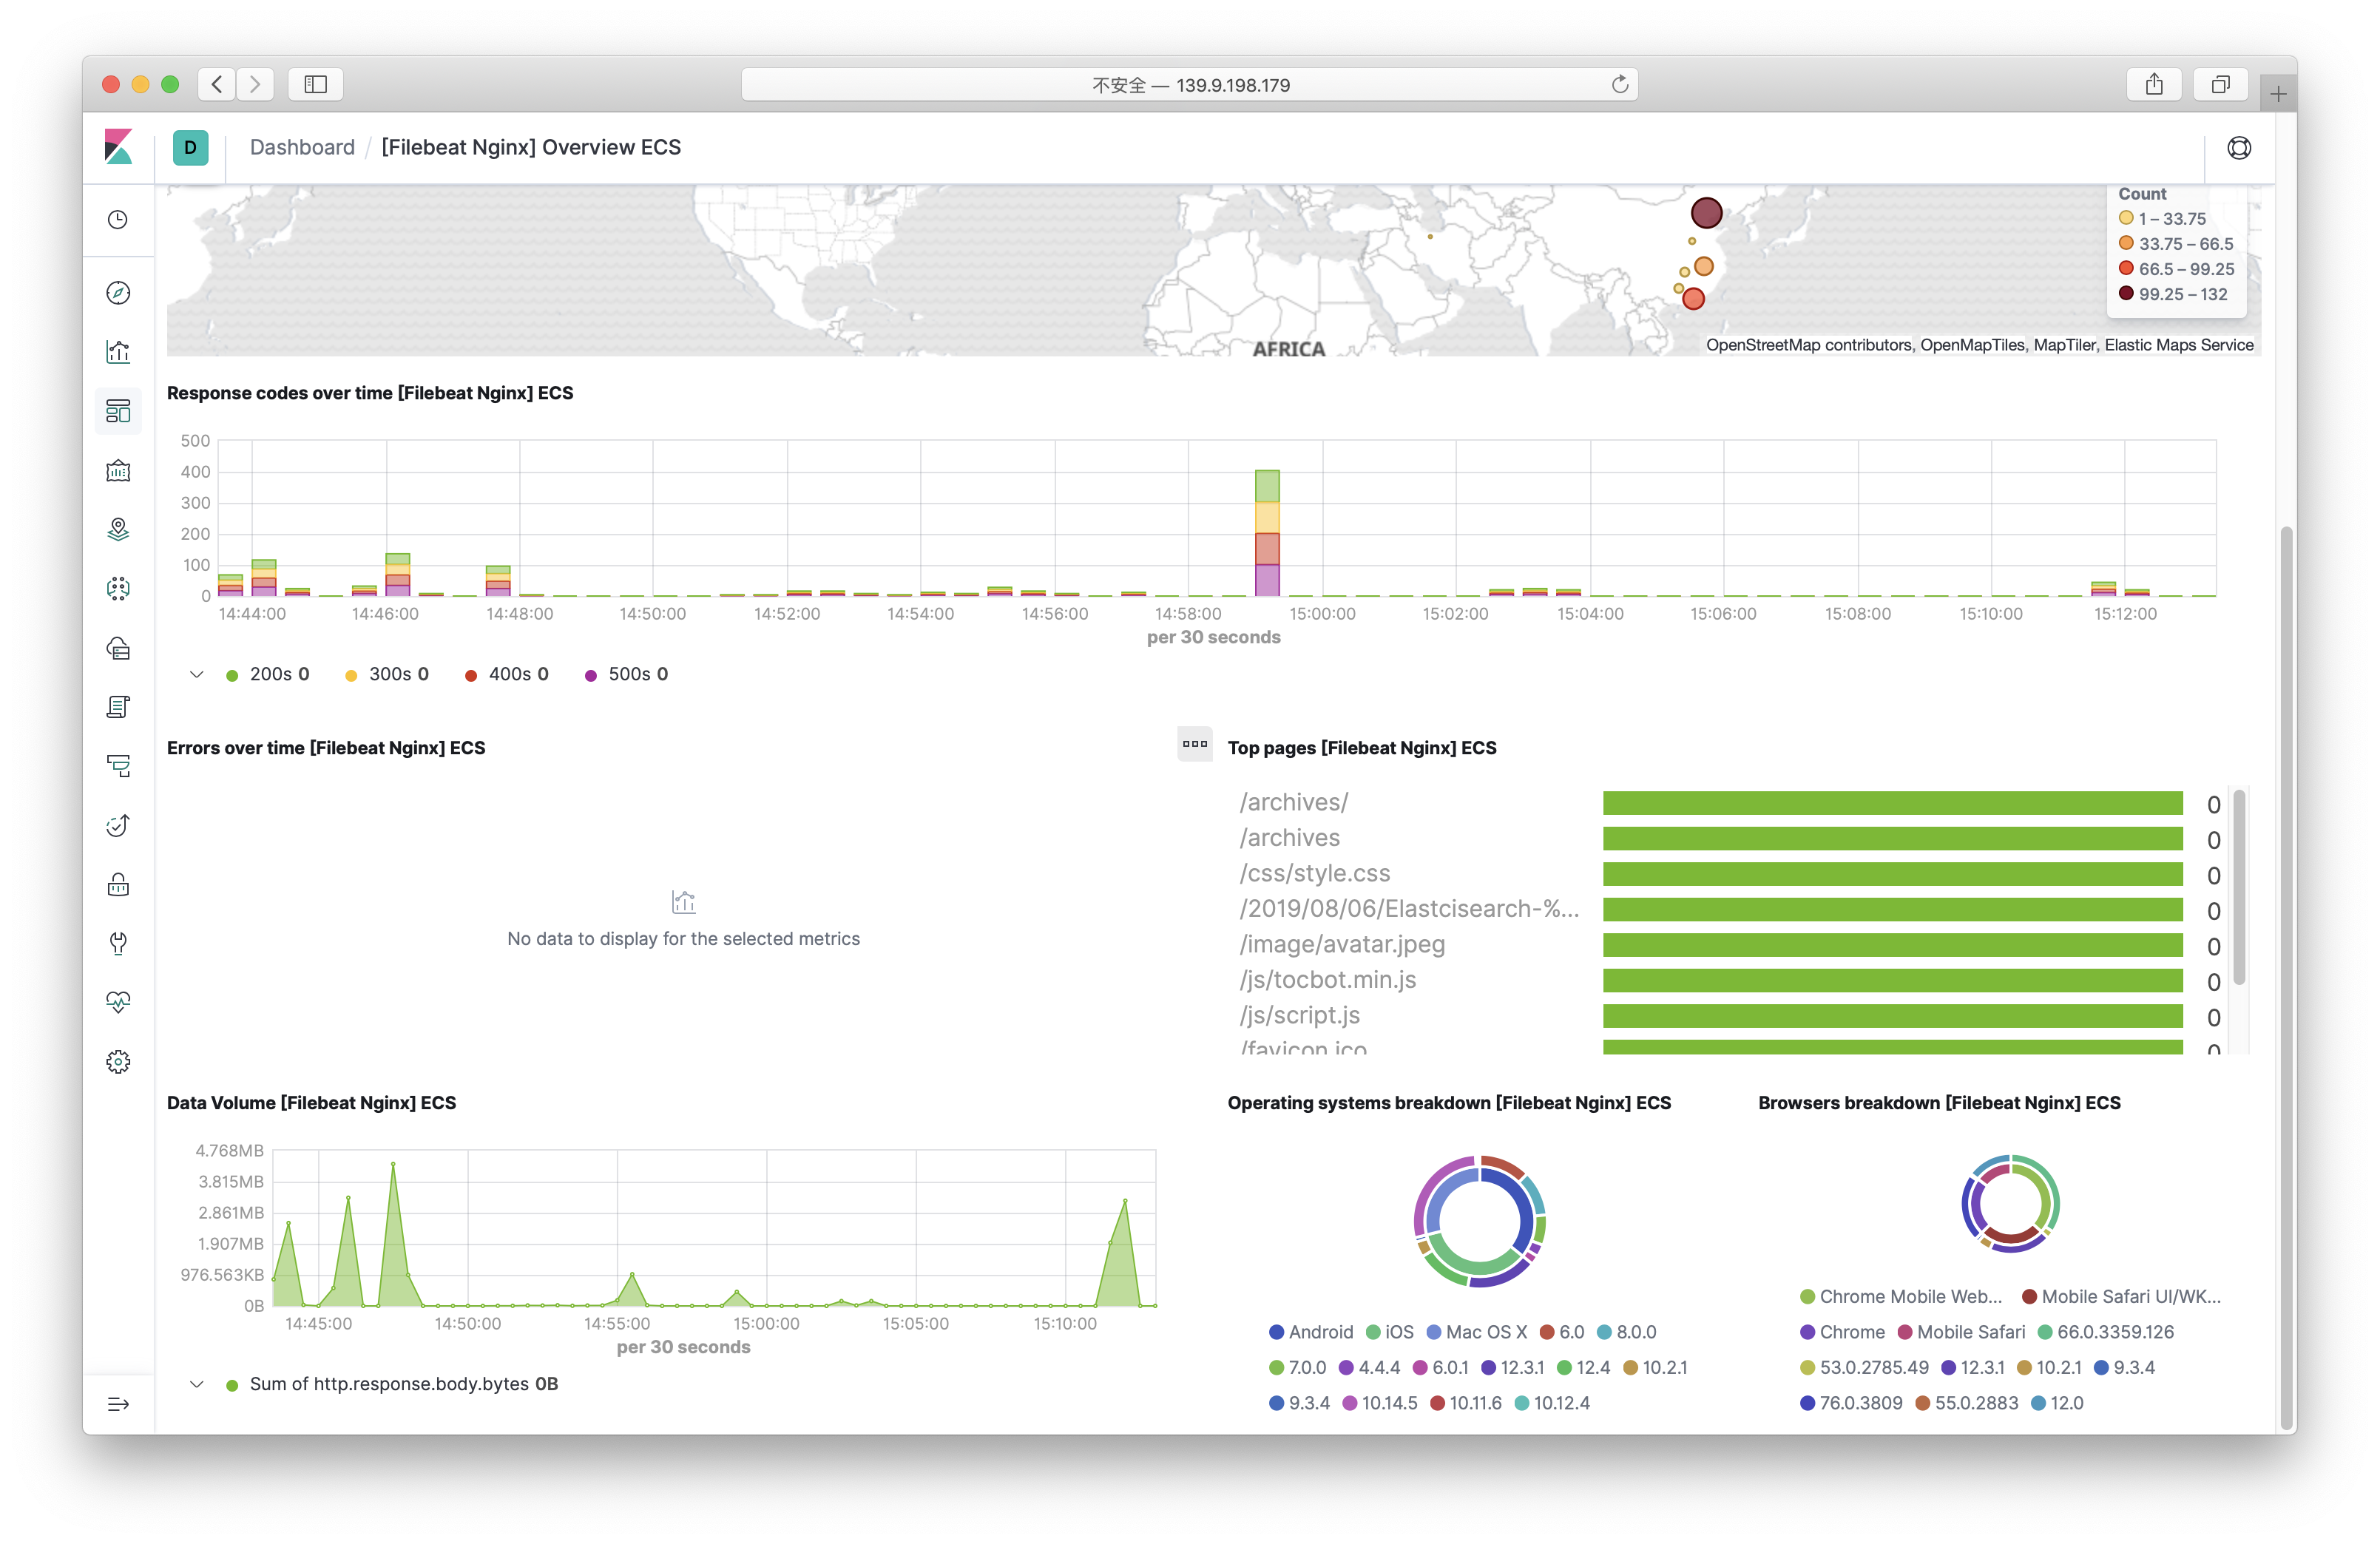 不安全 — 139.9.198.179
D
Dashboard / [Filebeat Nginx] Overview ECS
Count
1 – 33.75
33.75 – 66.5
66.5 – 99.25
99.25 – 132
AFRICA
OpenStreetMap contributors, OpenMapTiles, MapTiler, Elastic Maps Service
Response codes over time [Filebeat Nginx] ECS
500
400
300
200
100
0
14:44:00 14:46:00 14:48:00 14:50:00 14:52:00 14:54:00 14:56:00 14:58:00 15:00:00 15:02:00 15:04:00 15:06:00 15:08:00 15:10:00 15:12:00
per 30 seconds
200s 0 300s 0 400s 0 500s 0
Errors over time [Filebeat Nginx] ECS
No data to display for the selected metrics
Top pages [Filebeat Nginx] ECS
/archives/ 0
/archives 0
/css/style.css 0
/2019/08/06/Elastcisearch-%... 0
/image/avatar.jpeg 0
/js/tocbot.min.js 0
/js/script.js 0
/favicon.ico 0
Data Volume [Filebeat Nginx] ECS
4.768MB
3.815MB
2.861MB
1.907MB
976.563KB
0B
14:45:00 14:50:00 14:55:00 15:00:00 15:05:00 15:10:00
per 30 seconds
Sum of http.response.body.bytes 0B
Operating systems breakdown [Filebeat Nginx] ECS
Android iOS Mac OS X 6.0 8.0.0
7.0.0 4.4.4 6.0.1 12.3.1 12.4 10.2.1
9.3.4 10.14.5 10.11.6 10.12.4
Browsers breakdown [Filebeat Nginx] ECS
Chrome Mobile Web... Mobile Safari UI/WK...
Chrome Mobile Safari 66.0.3359.126
53.0.2785.49 12.3.1 10.2.1 9.3.4
76.0.3809 55.0.2883 12.0